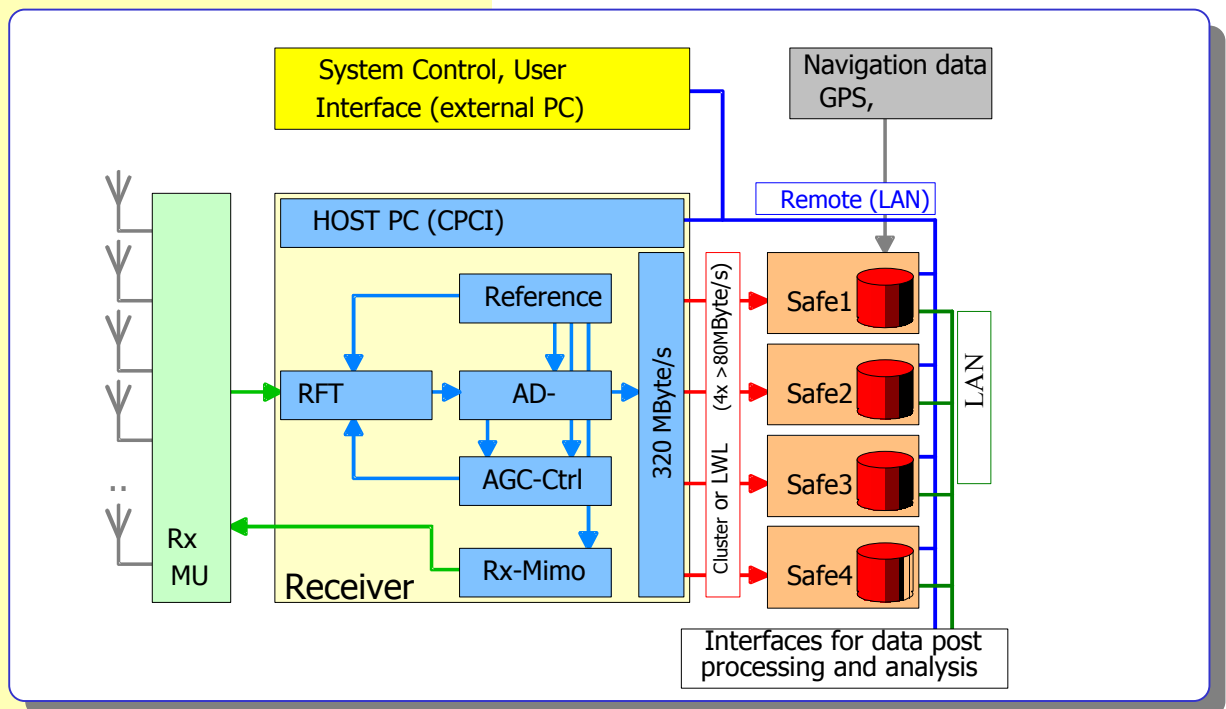 System Control, User
Interface (external PC)
Navigation data
GPS,
Remote (LAN)
HOST PC (CPCI)
Reference
RFT
AD-
AGC-Ctrl
Rx-Mimo
Receiver
Rx
MU
..
320 MByte/s
Cluster or LWL (4x >80MByte/s)
Safe1
Safe2
Safe3
Safe4
LAN
Interfaces for data post
processing and analysis